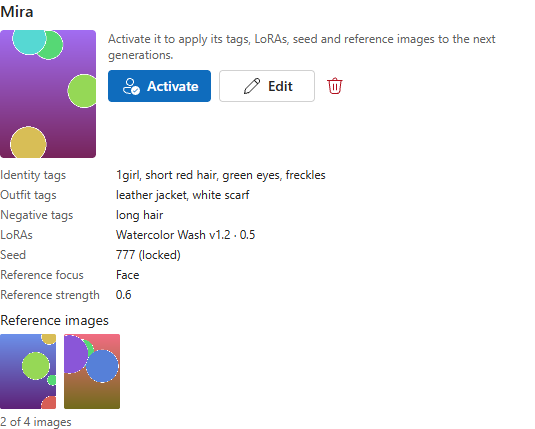 Mira
Activate it to apply its tags, LoRAs, seed and reference images to the next
generations.
Activate
Edit
Identity tags 1girl, short red hair, green eyes, freckles
Outfit tags leather jacket, white scarf
Negative tags long hair
LoRAs Watercolor Wash v1.2 · 0.5
Seed 777 (locked)
Reference focus Face
Reference strength 0.6
Reference images
2 of 4 images